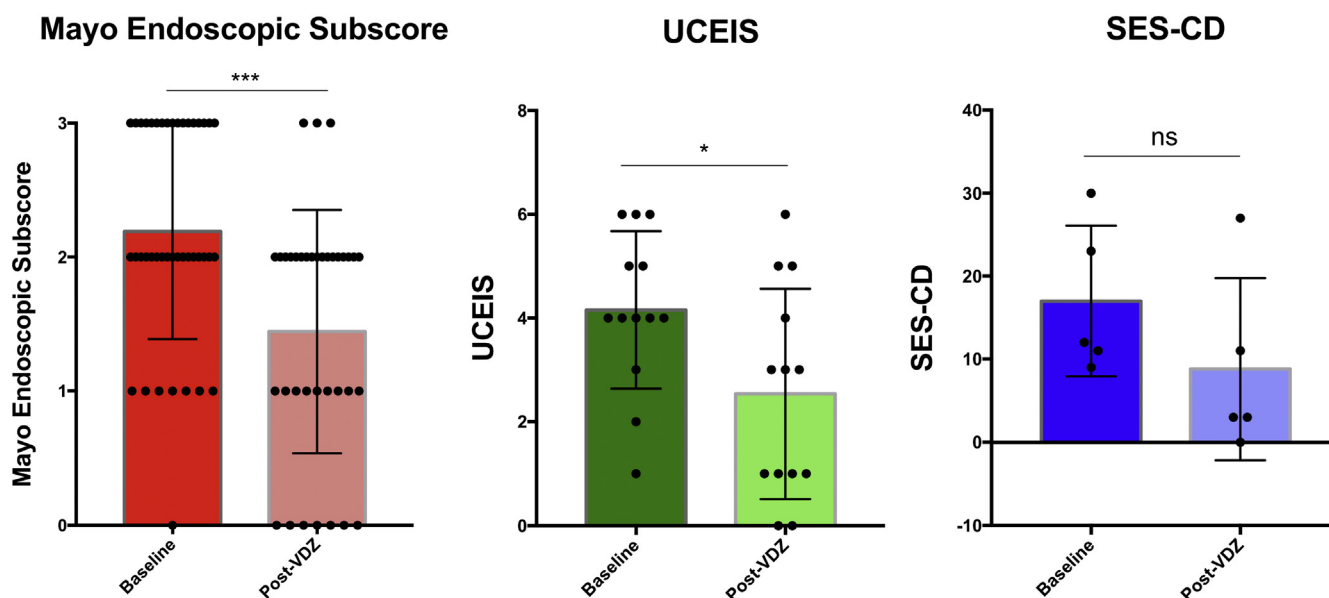 Mayo Endoscopic Subscore
***
Mayo Endoscopic Subscore
3
2
1
0
Baseline
Post-VDZ
UCEIS
*
UCEIS
8
6
4
2
0
Baseline
Post-VDZ
SES-CD
ns
SES-CD
40
30
20
10
0
-10
Baseline
Post-VDZ